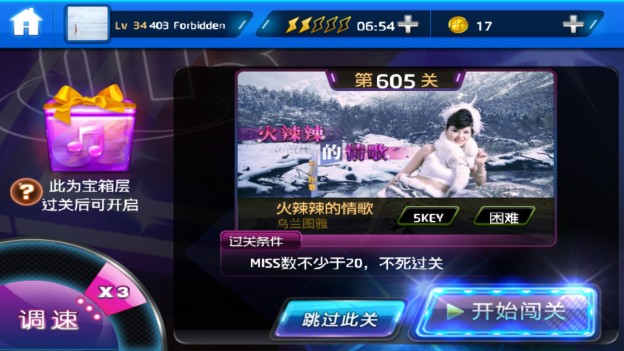 Lv 34 403 Forbidden
06:54
17
第605关
火辣辣
的情歌
?
此为宝箱层
过关后可开启
火辣辣的情歌
乌兰图雅
5KEY
困难
过关条件
MISS数不少于20，不死过关
X3
调速
跳过此关
开始闯关